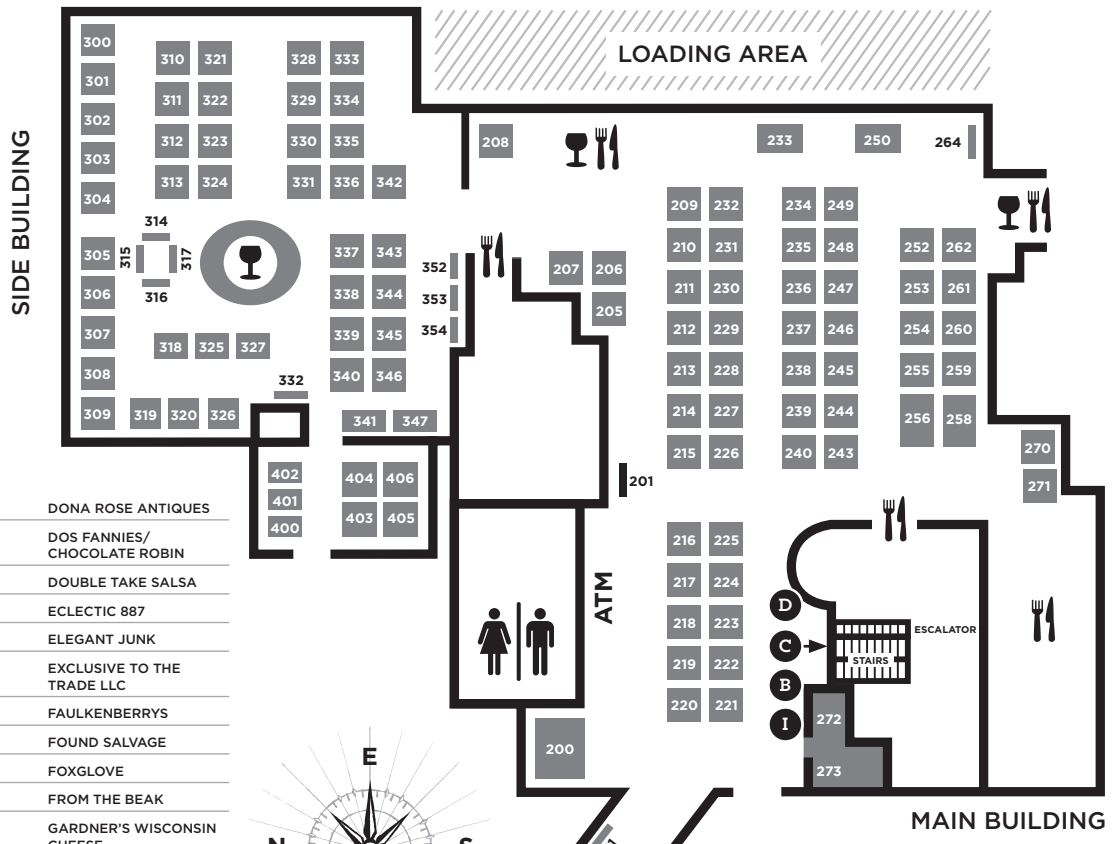 LOADING AREA
SIDE BUILDING
300
310 321 328 333
301
311 322 329 334
302
312 323 330 335
303
313 324 331 336 342
304
314
305 315 317
316
306
307
308
309
337 343
338 344
339 345
340 346
341 347
318 325 327
332
319 320 326
352
353
354
402
401
400
404 406
403 405
208
233 250 264
207 206
205
209 232 234 249
210 231 235 248 252 262
211 230 236 247 253 261
212 229 237 246 254 260
213 228 238 245 255 259
214 227 239 244 256 258
215 226 240 243
270
271
201
216 225
217 224
218 223
219 222
220 221
ATM
D
C
B
I
ESCALATOR
STAIRS
272
273
200
MAIN BUILDING
DONA ROSE ANTIQUES
DOS FANNIES/
CHOCOLATE ROBIN
DOUBLE TAKE SALSA
ECLECTIC 887
ELEGANT JUNK
EXCLUSIVE TO THE
TRADE LLC
FAULKENBERRYS
FOUND SALVAGE
FOXGLOVE
FROM THE BEAK
GARDNER'S WISCONSIN
CHEESE
E
N
S